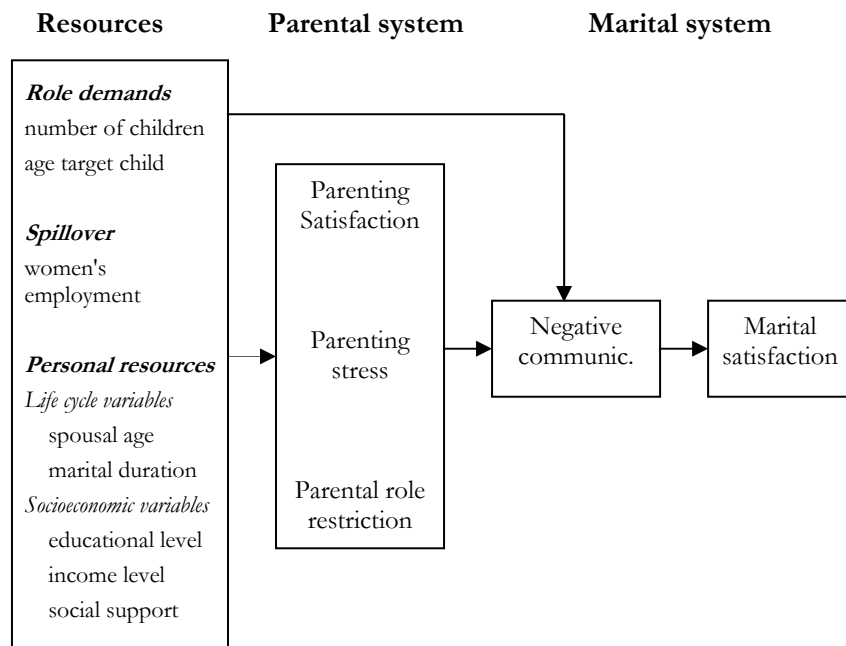 Resources
Parental system
Marital system
Role demands
number of children
age target child
Spillover
women's
employment
Personal resources
Life cycle variables
spousal age
marital duration
Socioeconomic variables
educational level
income level
social support
Parenting
Satisfaction
Parenting
stress
Parental role
restriction
Negative
communic.
Marital
satisfaction